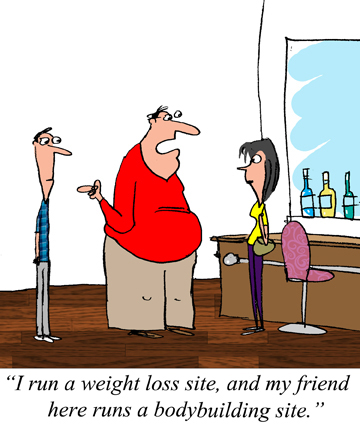 “I run a weight loss site, and my friend
here runs a bodybuilding site.”